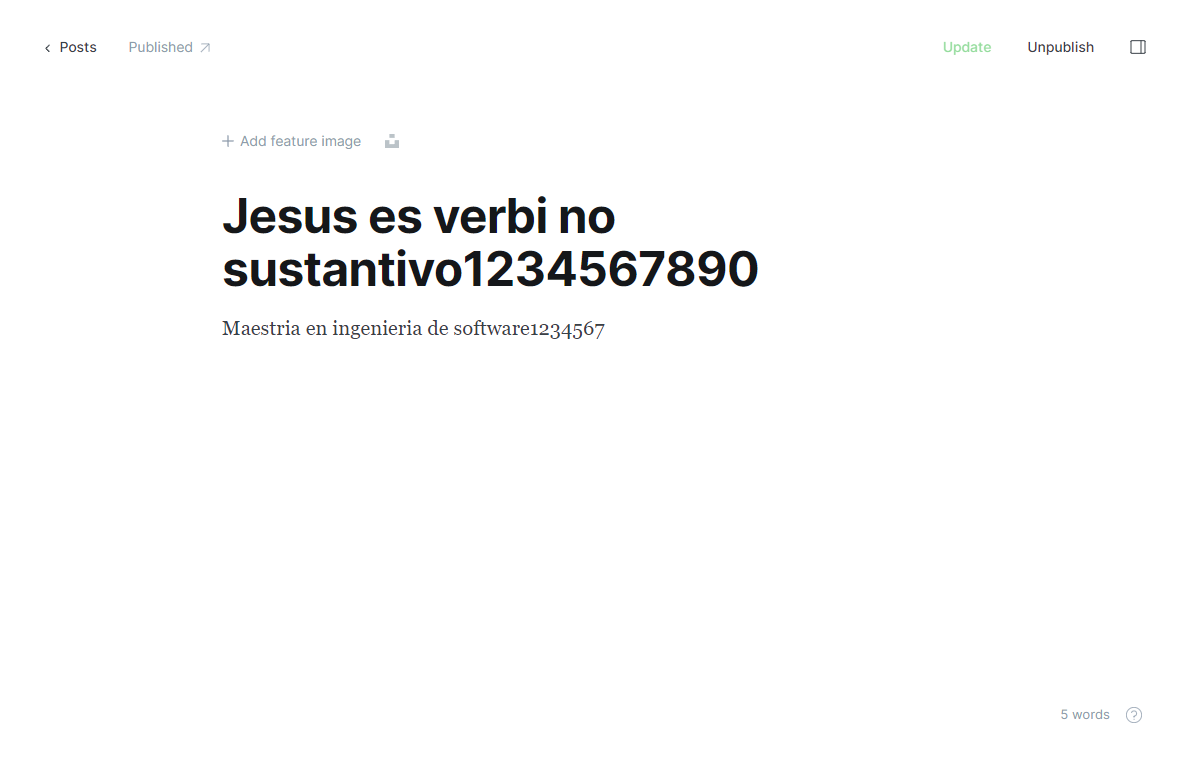 Posts Published Update Unpublish
Add feature image
Jesus es verbi no
sustantivo1234567890
Maestria en ingenieria de software1234567
5 words ?